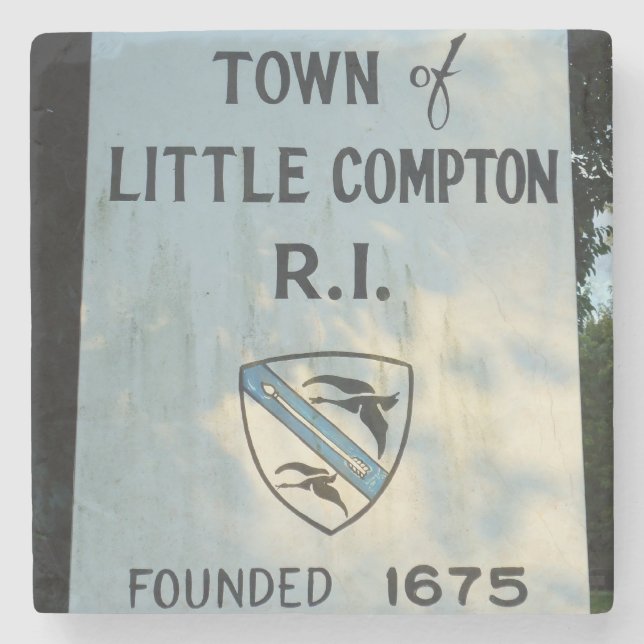 TOWN of
LITTLE COMPTON
R.I.
FOUNDED 1675